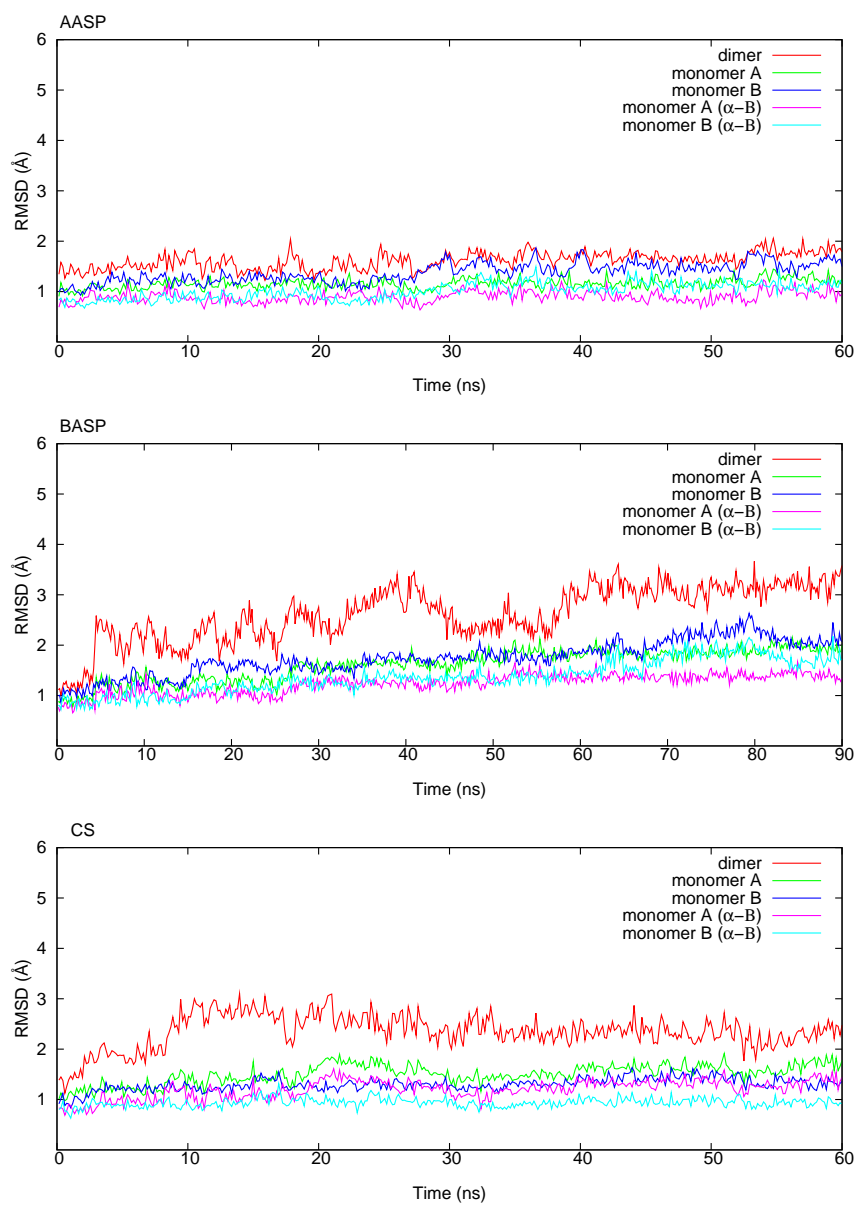 AASP
6
5
4
3
2
1
RMSD (Å)
dimer
monomer A
monomer B
monomer A (α−B)
monomer B (α−B)
0 10 20 30 40 50 60
Time (ns)
BASP
6
5
4
3
2
1
RMSD (Å)
dimer
monomer A
monomer B
monomer A (α−B)
monomer B (α−B)
0 10 20 30 40 50 60 70 80 90
Time (ns)
CS
6
5
4
3
2
1
RMSD (Å)
dimer
monomer A
monomer B
monomer A (α−B)
monomer B (α−B)
0 10 20 30 40 50 60
Time (ns)